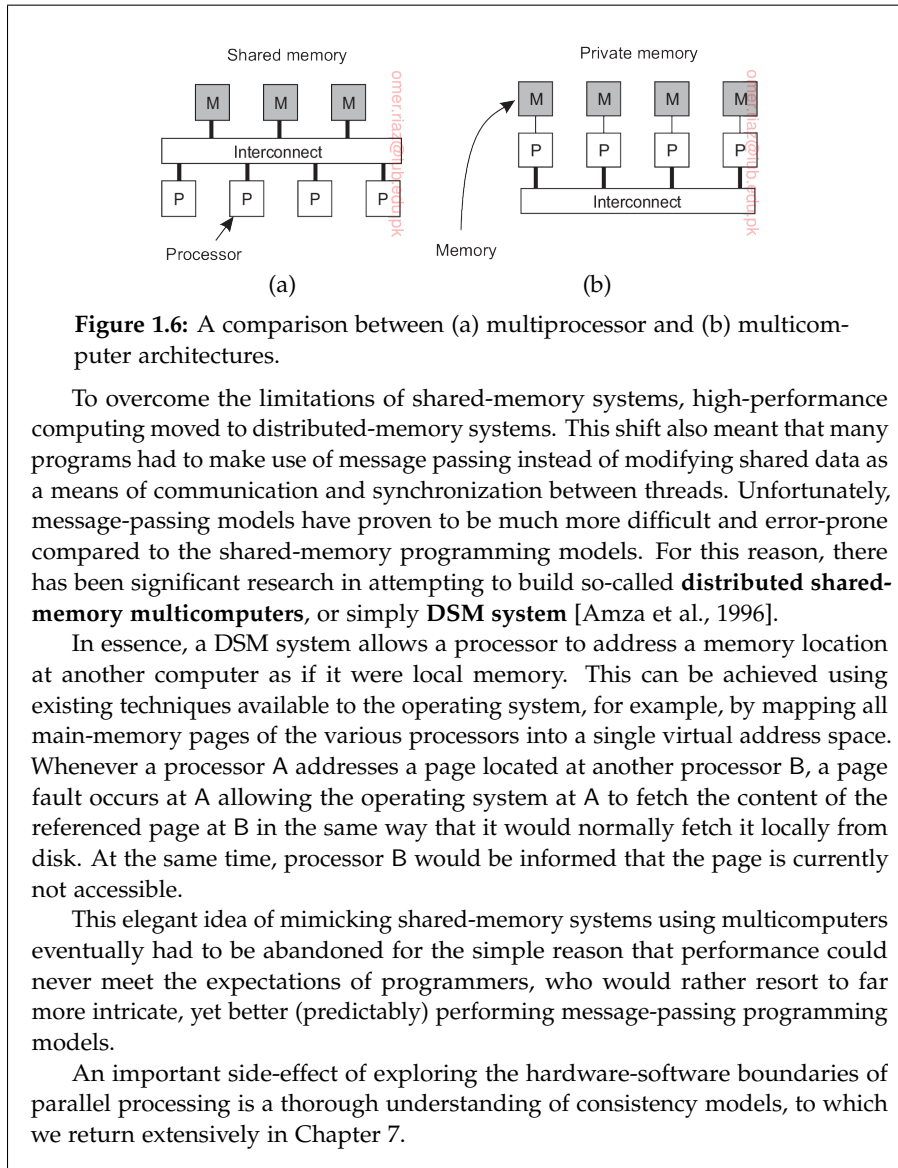 Shared memory
Private memory
M M M
M M M M
Interconnect
P P P P
P P P P
Interconnect
Processor
Memory
(a)
(b)
omer.riaz@iub.edu.pk
omer.riaz@iub.edu.pk
Figure 1.6: A comparison between (a) multiprocessor and (b) multicom-
puter architectures.
To overcome the limitations of shared-memory systems, high-performance
computing moved to distributed-memory systems. This shift also meant that many
programs had to make use of message passing instead of modifying shared data as
a means of communication and synchronization between threads. Unfortunately,
message-passing models have proven to be much more difficult and error-prone
compared to the shared-memory programming models. For this reason, there
has been significant research in attempting to build so-called distributed shared-
memory multicomputers, or simply DSM system [Amza et al., 1996].
In essence, a DSM system allows a processor to address a memory location
at another computer as if it were local memory. This can be achieved using
existing techniques available to the operating system, for example, by mapping all
main-memory pages of the various processors into a single virtual address space.
Whenever a processor A addresses a page located at another processor B, a page
fault occurs at A allowing the operating system at A to fetch the content of the
referenced page at B in the same way that it would normally fetch it locally from
disk. At the same time, processor B would be informed that the page is currently
not accessible.
This elegant idea of mimicking shared-memory systems using multicomputers
eventually had to be abandoned for the simple reason that performance could
never meet the expectations of programmers, who would rather resort to far
more intricate, yet better (predictably) performing message-passing programming
models.
An important side-effect of exploring the hardware-software boundaries of
parallel processing is a thorough understanding of consistency models, to which
we return extensively in Chapter 7.